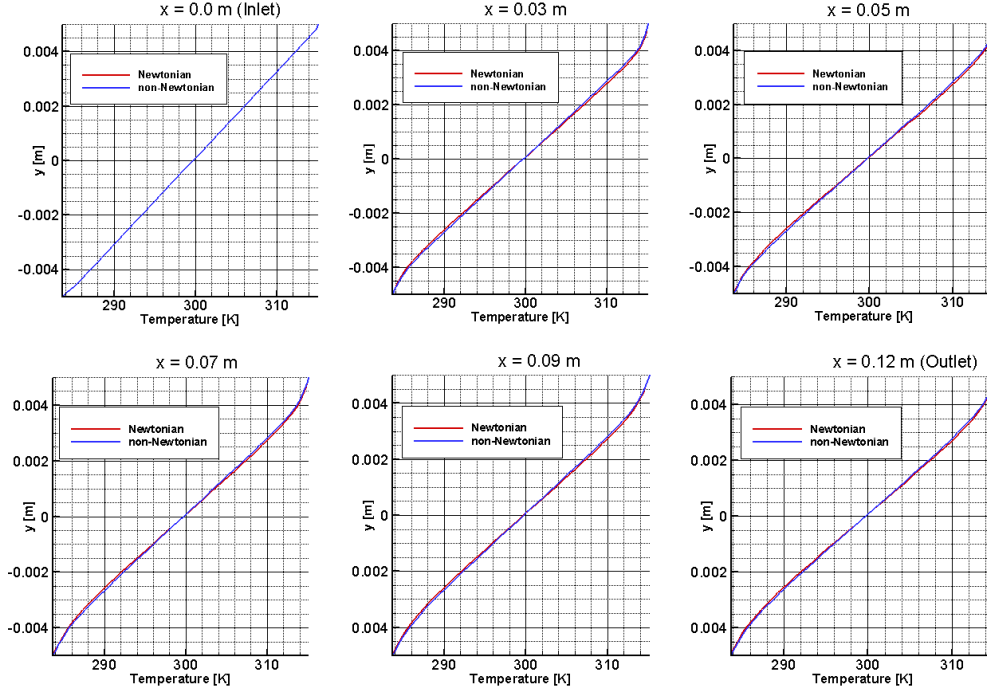 x = 0.0 m (Inlet)
0.004
0.002
0
-0.002
-0.004
y [m]
Newtonian
non-Newtonian
290
300
310
Temperature [K]
x = 0.03 m
0.004
0.002
0
-0.002
-0.004
y [m]
Newtonian
non-Newtonian
290
300
310
Temperature [K]
x = 0.05 m
0.004
0.002
0
-0.002
-0.004
y [m]
Newtonian
non-Newtonian
290
300
310
Temperature [K]
x = 0.07 m
0.004
0.002
0
-0.002
-0.004
y [m]
Newtonian
non-Newtonian
290
300
310
Temperature [K]
x = 0.09 m
0.004
0.002
0
0.002
0.004
y [m]
Newtonian
non-Newtonian
290
300
310
Temperature [K]
x = 0.12 m (Outlet)
0.004
0.002
0
0.002
0.004
y [m]
Newtonian
non-Newtonian
290
300
310
Temperature [K]